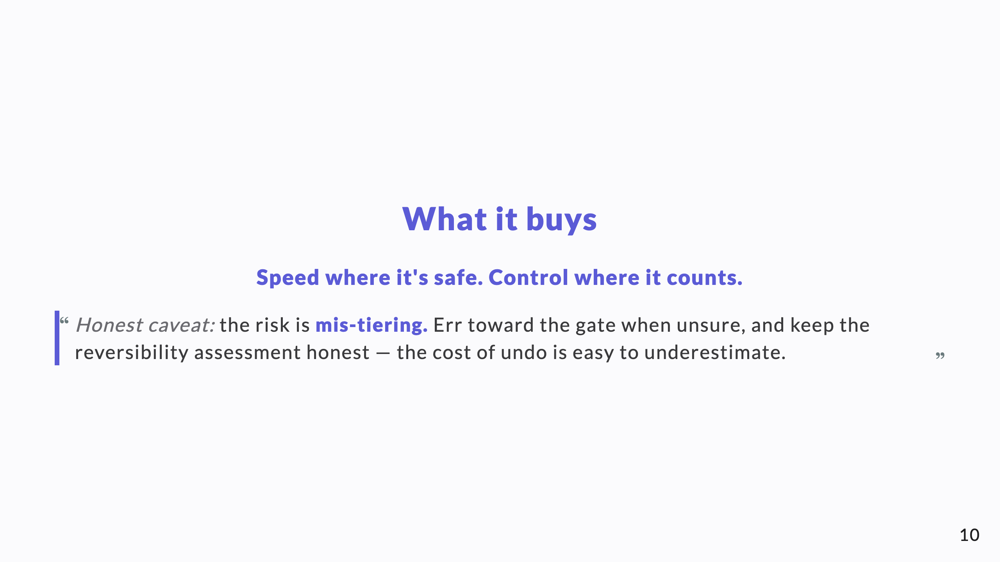 What it buys
Speed where it's safe. Control where it counts.
“ Honest caveat: the risk is mis-tiering. Err toward the gate when unsure, and keep the
reversibility assessment honest — the cost of undo is easy to underestimate. ”
10